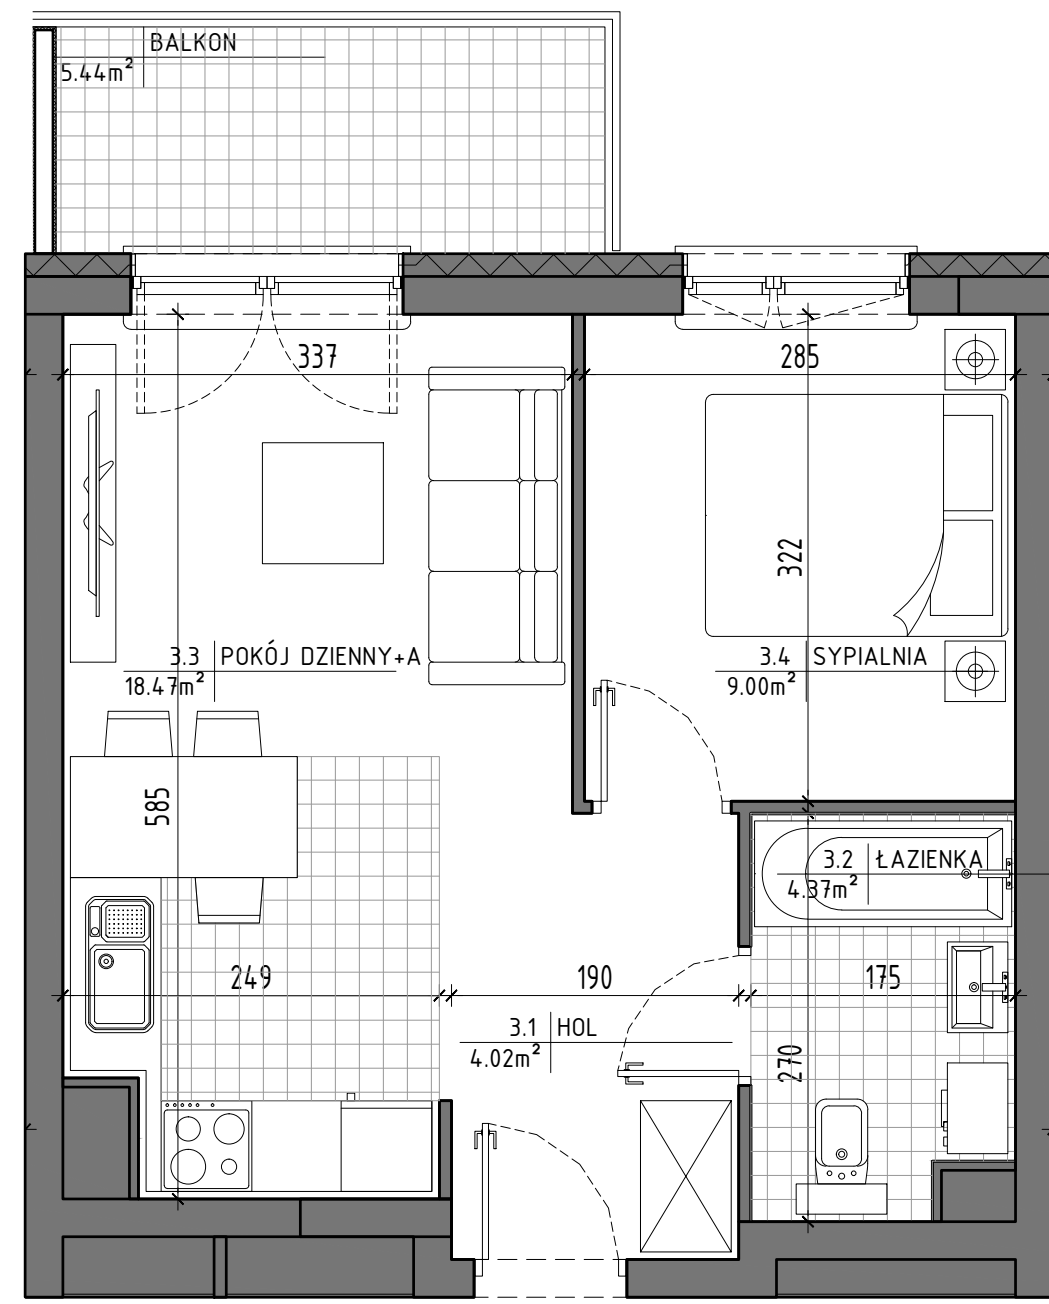 BALKON
5.44m²
337
285
322
3.3 POKÓJ DZIENNY+A
18.47m²
3.4 SYPIALNIA
9.00m²
585
3.2 ŁAZIENKA
4.37m²
249
190
175
3.1 HOL
4.02m²
270